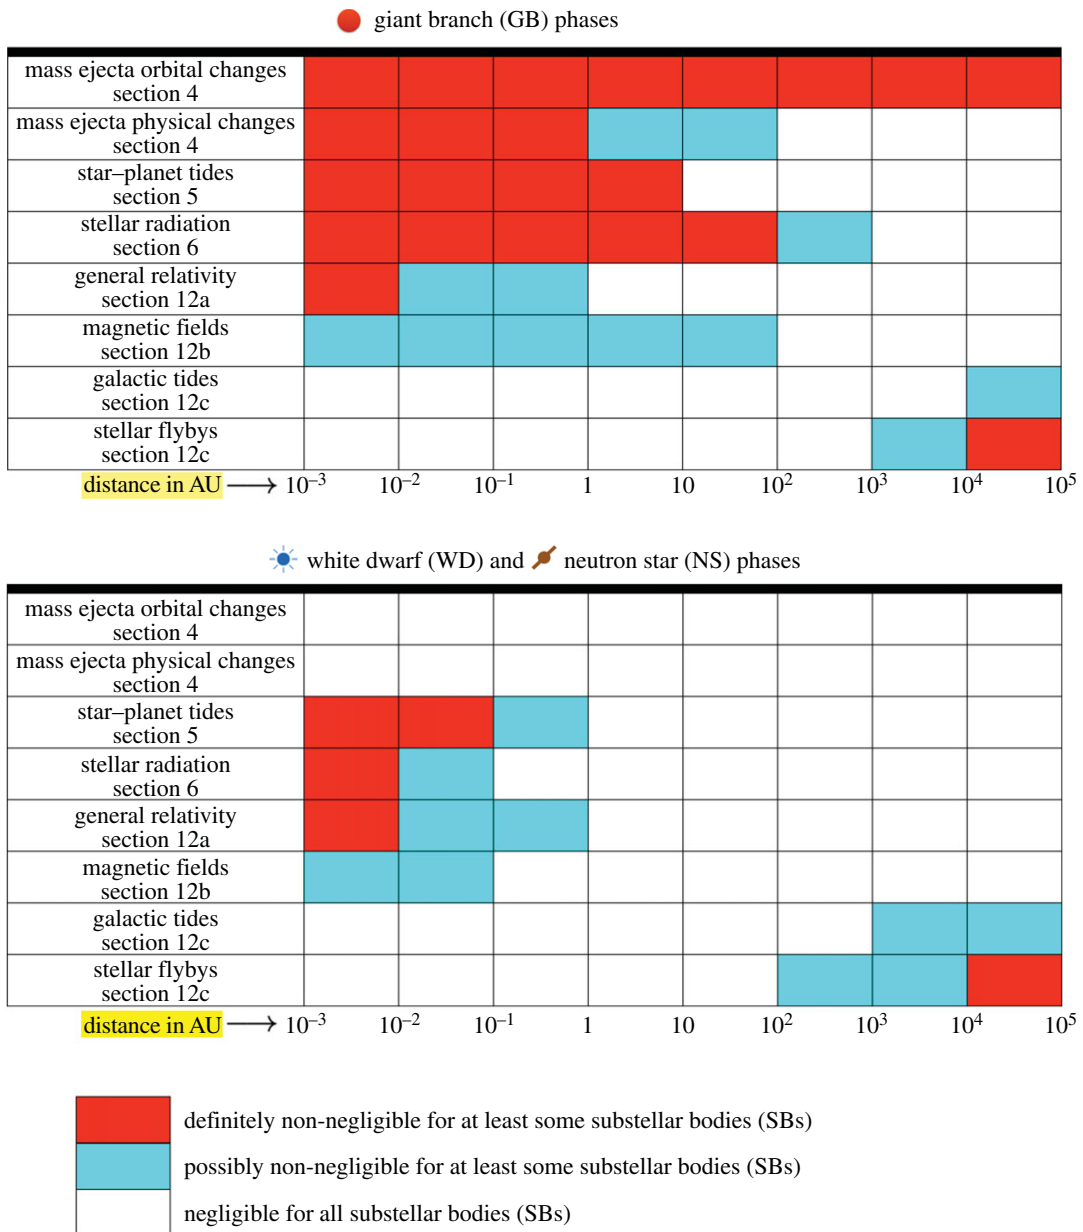 giant branch (GB) phases
mass ejecta orbital changes
section 4
mass ejecta physical changes
section 4
star–planet tides
section 5
stellar radiation
section 6
general relativity
section 12a
magnetic fields
section 12b
galactic tides
section 12c
stellar flybys
section 12c
distance in AU → 10⁻³ 10⁻² 10⁻¹ 1 10 10² 10³ 10⁴ 10⁵
white dwarf (WD) and neutron star (NS) phases
mass ejecta orbital changes
section 4
mass ejecta physical changes
section 4
star–planet tides
section 5
stellar radiation
section 6
general relativity
section 12a
magnetic fields
section 12b
galactic tides
section 12c
stellar flybys
section 12c
distance in AU → 10⁻³ 10⁻² 10⁻¹ 1 10 10² 10³ 10⁴ 10⁵
definitely non-negligible for at least some substellar bodies (SBs)
possibly non-negligible for at least some substellar bodies (SBs)
negligible for all substellar bodies (SBs)